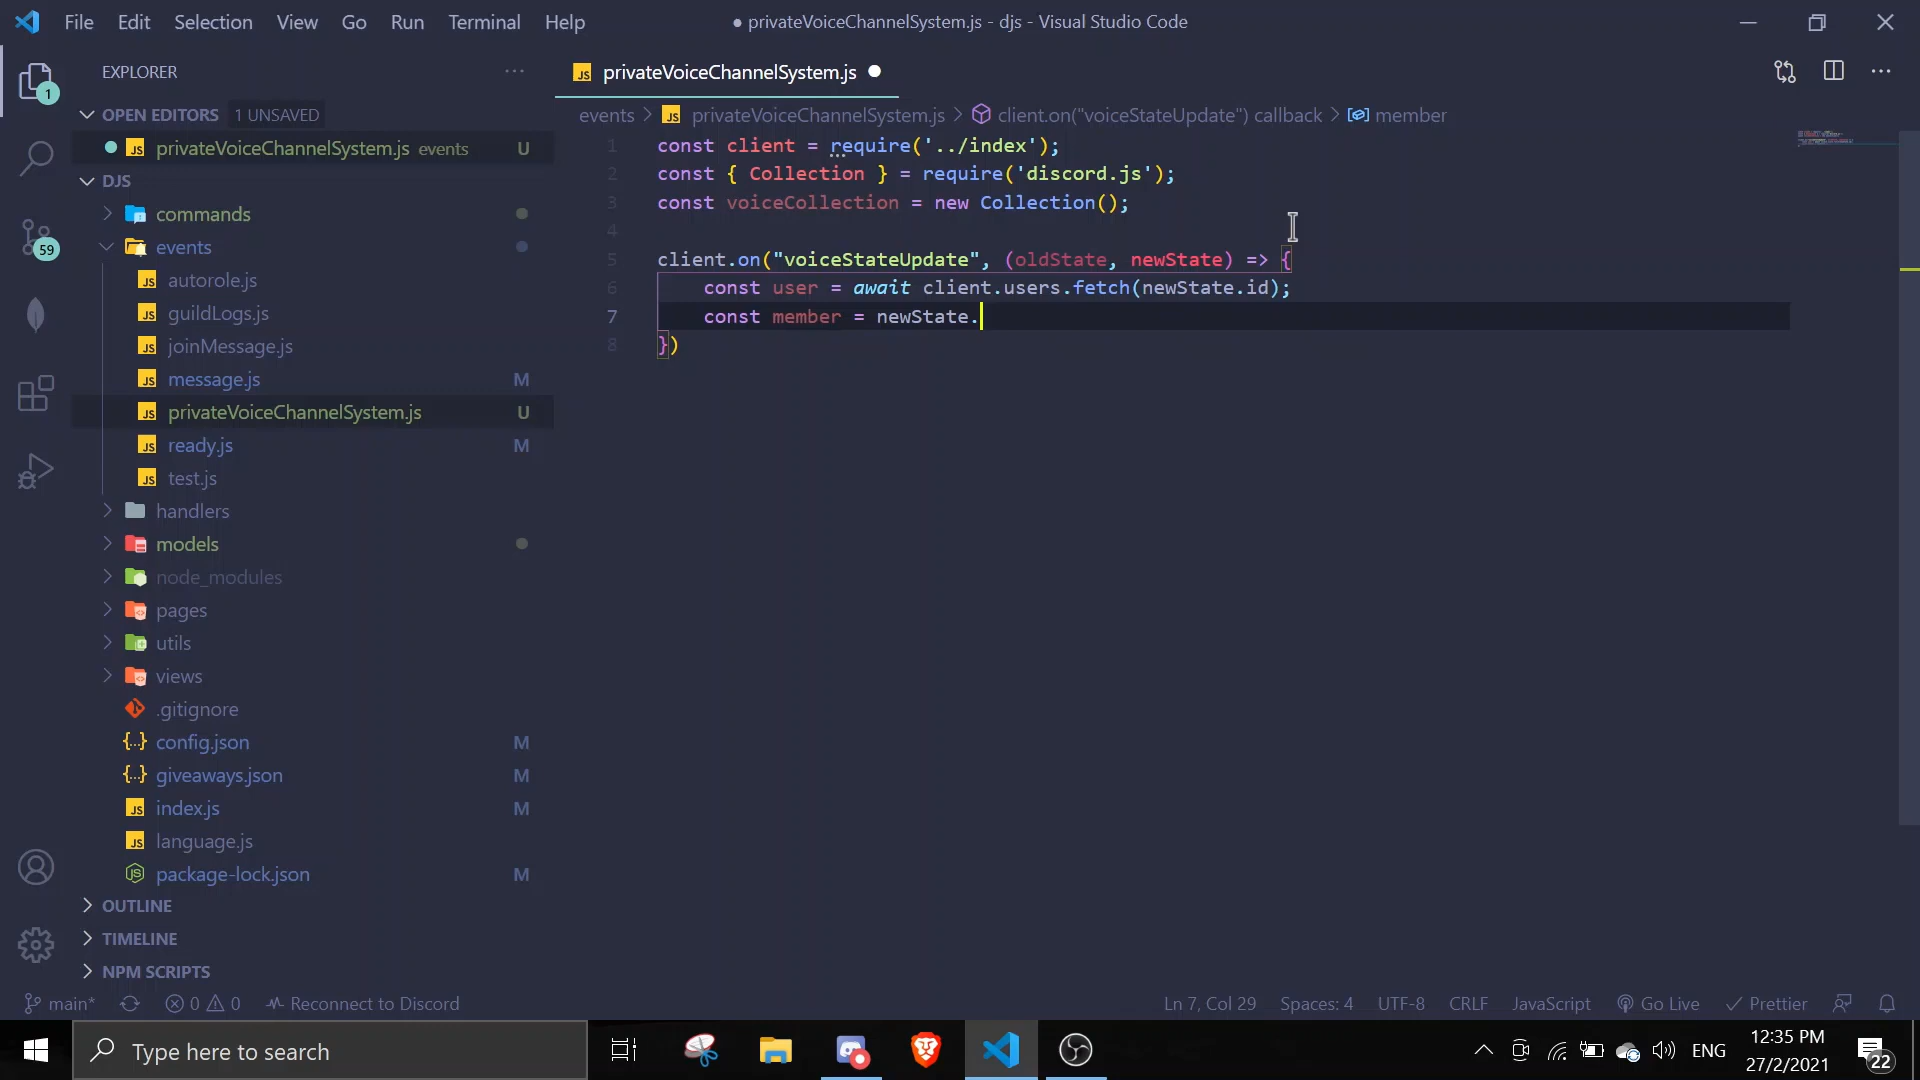 File Edit Selection View Go Run Terminal Help
● privateVoiceChannelSystem.js - djs - Visual Studio Code
EXPLORER
OPEN EDITORS 1 UNSAVED
privateVoiceChannelSystem.js events U
DJS
commands
events
autorole.js
guildLogs.js
joinMessage.js
message.js M
privateVoiceChannelSystem.js U
ready.js M
test.js
handlers
models
node_modules
pages
utils
views
.gitignore
config.json M
giveaways.json M
index.js M
language.js
package-lock.json M
OUTLINE
TIMELINE
NPM SCRIPTS
1
59
privateVoiceChannelSystem.js
events > privateVoiceChannelSystem.js > client.on("voiceStateUpdate") callback > member
1 const client = require('../index');
2 const { Collection } = require('discord.js');
3 const voiceCollection = new Collection();
4
5 client.on("voiceStateUpdate", (oldState, newState) => {
6 const user = await client.users.fetch(newState.id);
7 const member = newState.
8 })
main* 0 0 Reconnect to Discord
Ln 7, Col 29 Spaces: 4 UTF-8 CRLF JavaScript Go Live Prettier
Type here to search
ENG
12:35 PM
27/2/2021
22